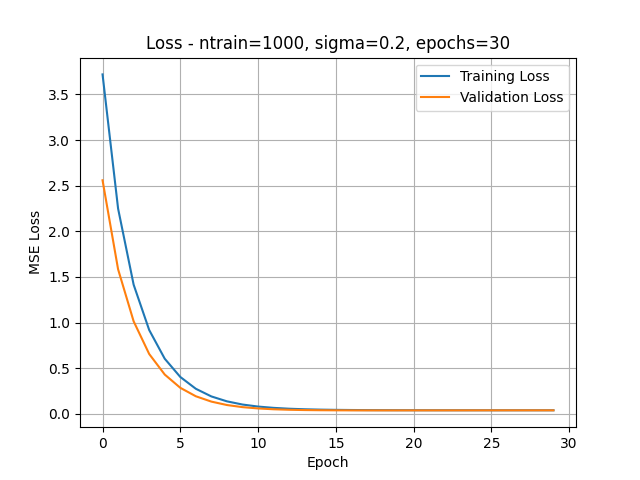 Loss - ntrain=1000, sigma=0.2, epochs=30
Training Loss
Validation Loss
3.5
3.0
2.5
2.0
1.5
1.0
0.5
0.0
MSE Loss
0 5 10 15 20 25 30
Epoch